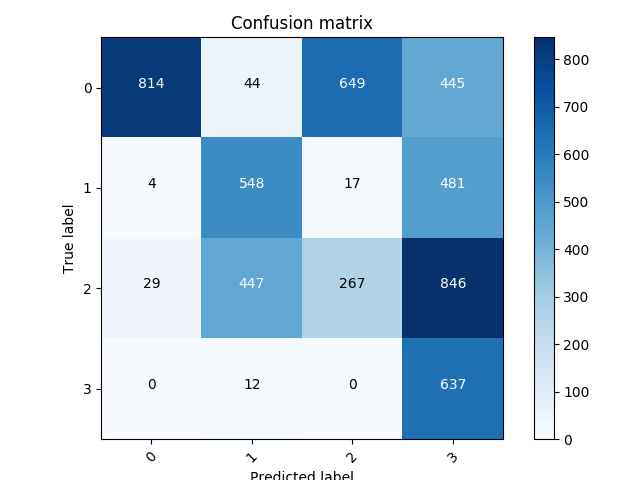 Confusion matrix
0 814 44 649 445
1 4 548 17 481
2 29 447 267 846
3 0 12 0 637
0 1 2 3
True label
Predicted label
800
700
600
500
400
300
200
100
0